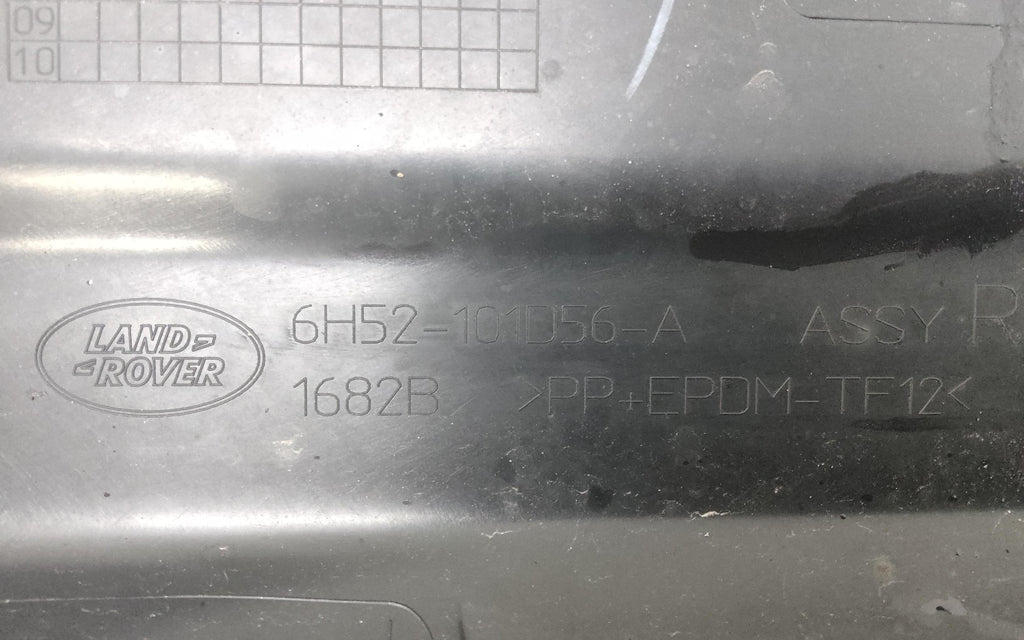 09
10
LAND
ROVER
6H52-101D56-A ASSY R
1682B >PP+EPDM-TF12<